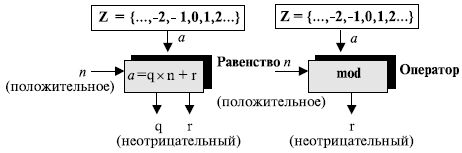 Z = {...,-2,- 1,0,1,2...}
a
n
(положительное)
a=q×n + r
Равенство
q r
(неотрицательный)
Z = {...,-2,-1,0,1,2...}
a
n
(положительное)
mod
Оператор
r
(неотрицательный)